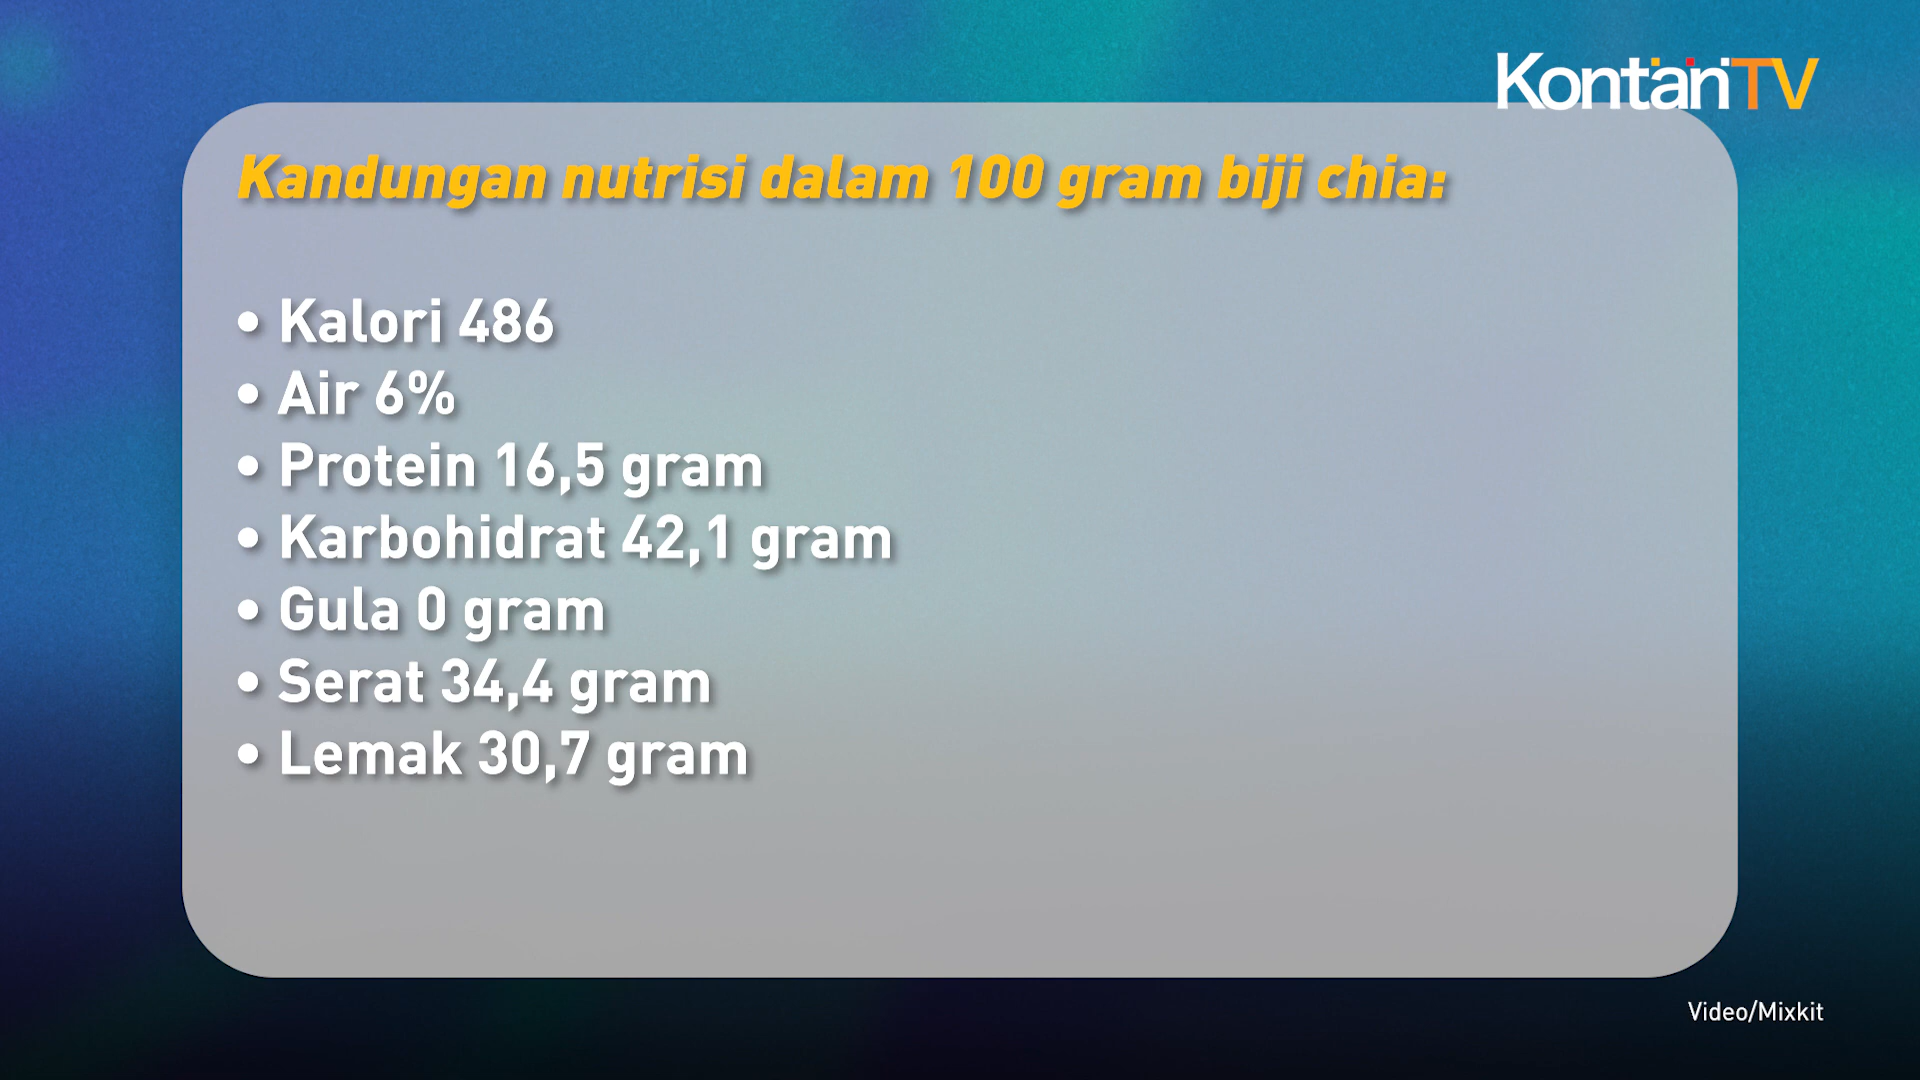 KontanTV
Kandungan nutrisi dalam 100 gram biji chia:
• Kalori 486
• Air 6%
• Protein 16,5 gram
• Karbohidrat 42,1 gram
• Gula 0 gram
• Serat 34,4 gram
• Lemak 30,7 gram
Video/Mixkit